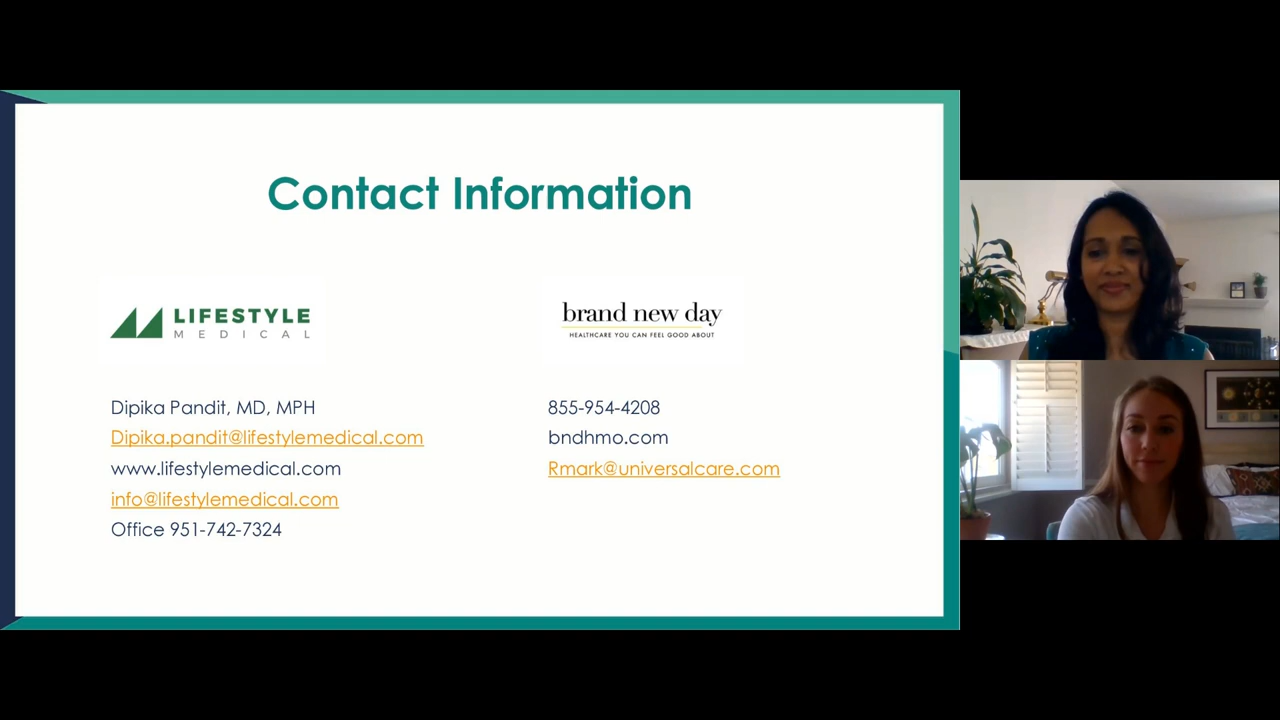 Contact Information
LIFESTYLE
MEDICAL
Dipika Pandit, MD, MPH
Dipika.pandit@lifestylemedical.com
www.lifestylemedical.com
info@lifestylemedical.com
Office 951-742-7324
brand new day
HEALTHCARE YOU CAN FEEL GOOD ABOUT
855-954-4208
bndhmo.com
Rmark@universalcare.com